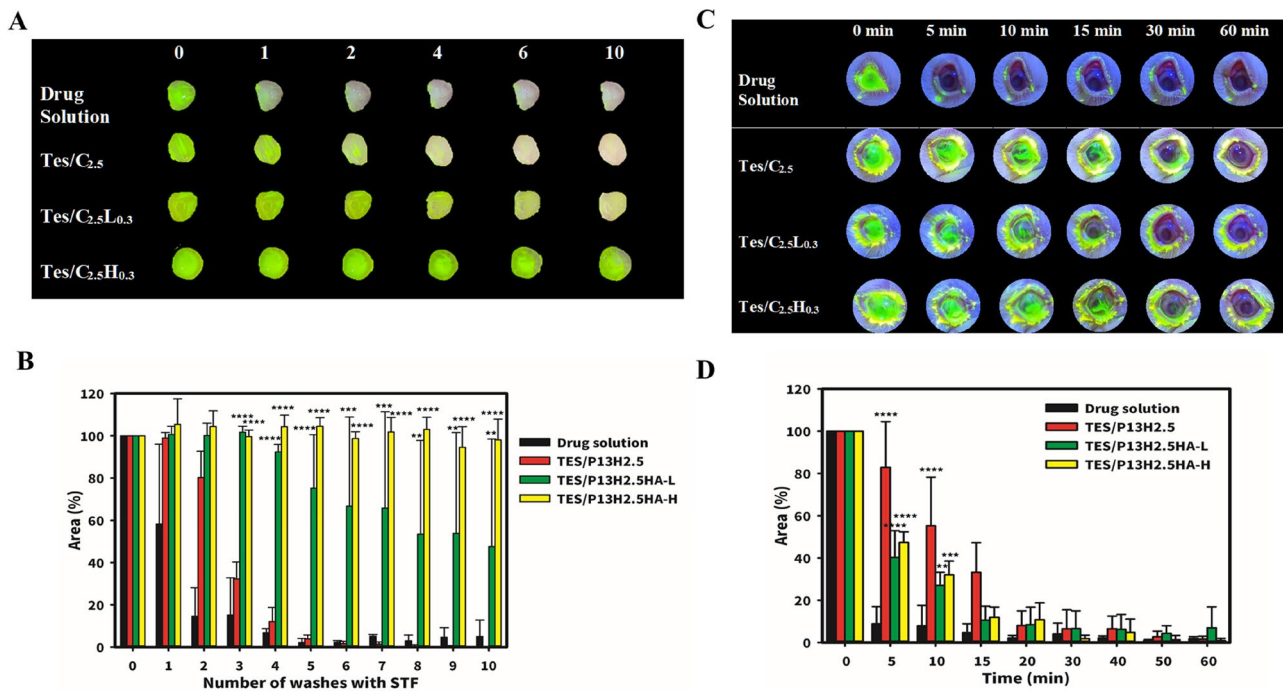 A
0 1 2 4 6 10
Drug
Solution
Tes/C2.5
Tes/C2.5L0.3
Tes/C2.5H0.3
B
120
100
80
60
40
20
0
Area (%)
**** **** **** **** **** **** *** **** *** **** ** **** ** **** ** ****
0 1 2 3 4 5 6 7 8 9 10
Number of washes with STF
Drug solution
TES/P13H2.5
TES/P13H2.5HA-L
TES/P13H2.5HA-H
C
0 min 5 min 10 min 15 min 30 min 60 min
Drug
Solution
Tes/C2.5
Tes/C2.5L0.3
Tes/C2.5H0.3
D
120
100
80
60
40
20
0
Area (%)
**** **** **** **** ** ***
0 5 10 15 20 30 40 50 60
Time (min)
Drug solution
TES/P13H2.5
TES/P13H2.5HA-L
TES/P13H2.5HA-H